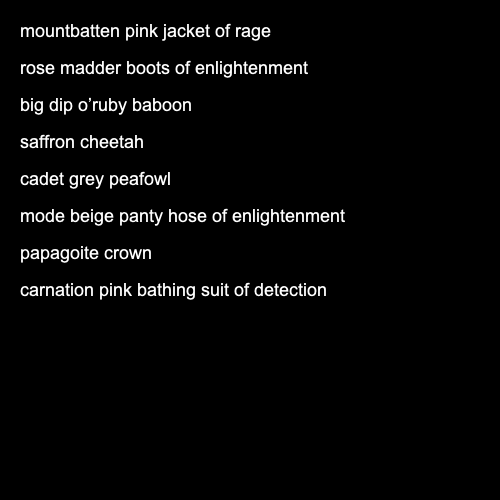 mountbatten pink jacket of rage
rose madder boots of enlightenment
big dip o’ruby baboon
saffron cheetah
cadet grey peafowl
mode beige panty hose of enlightenment
papagoite crown
carnation pink bathing suit of detection